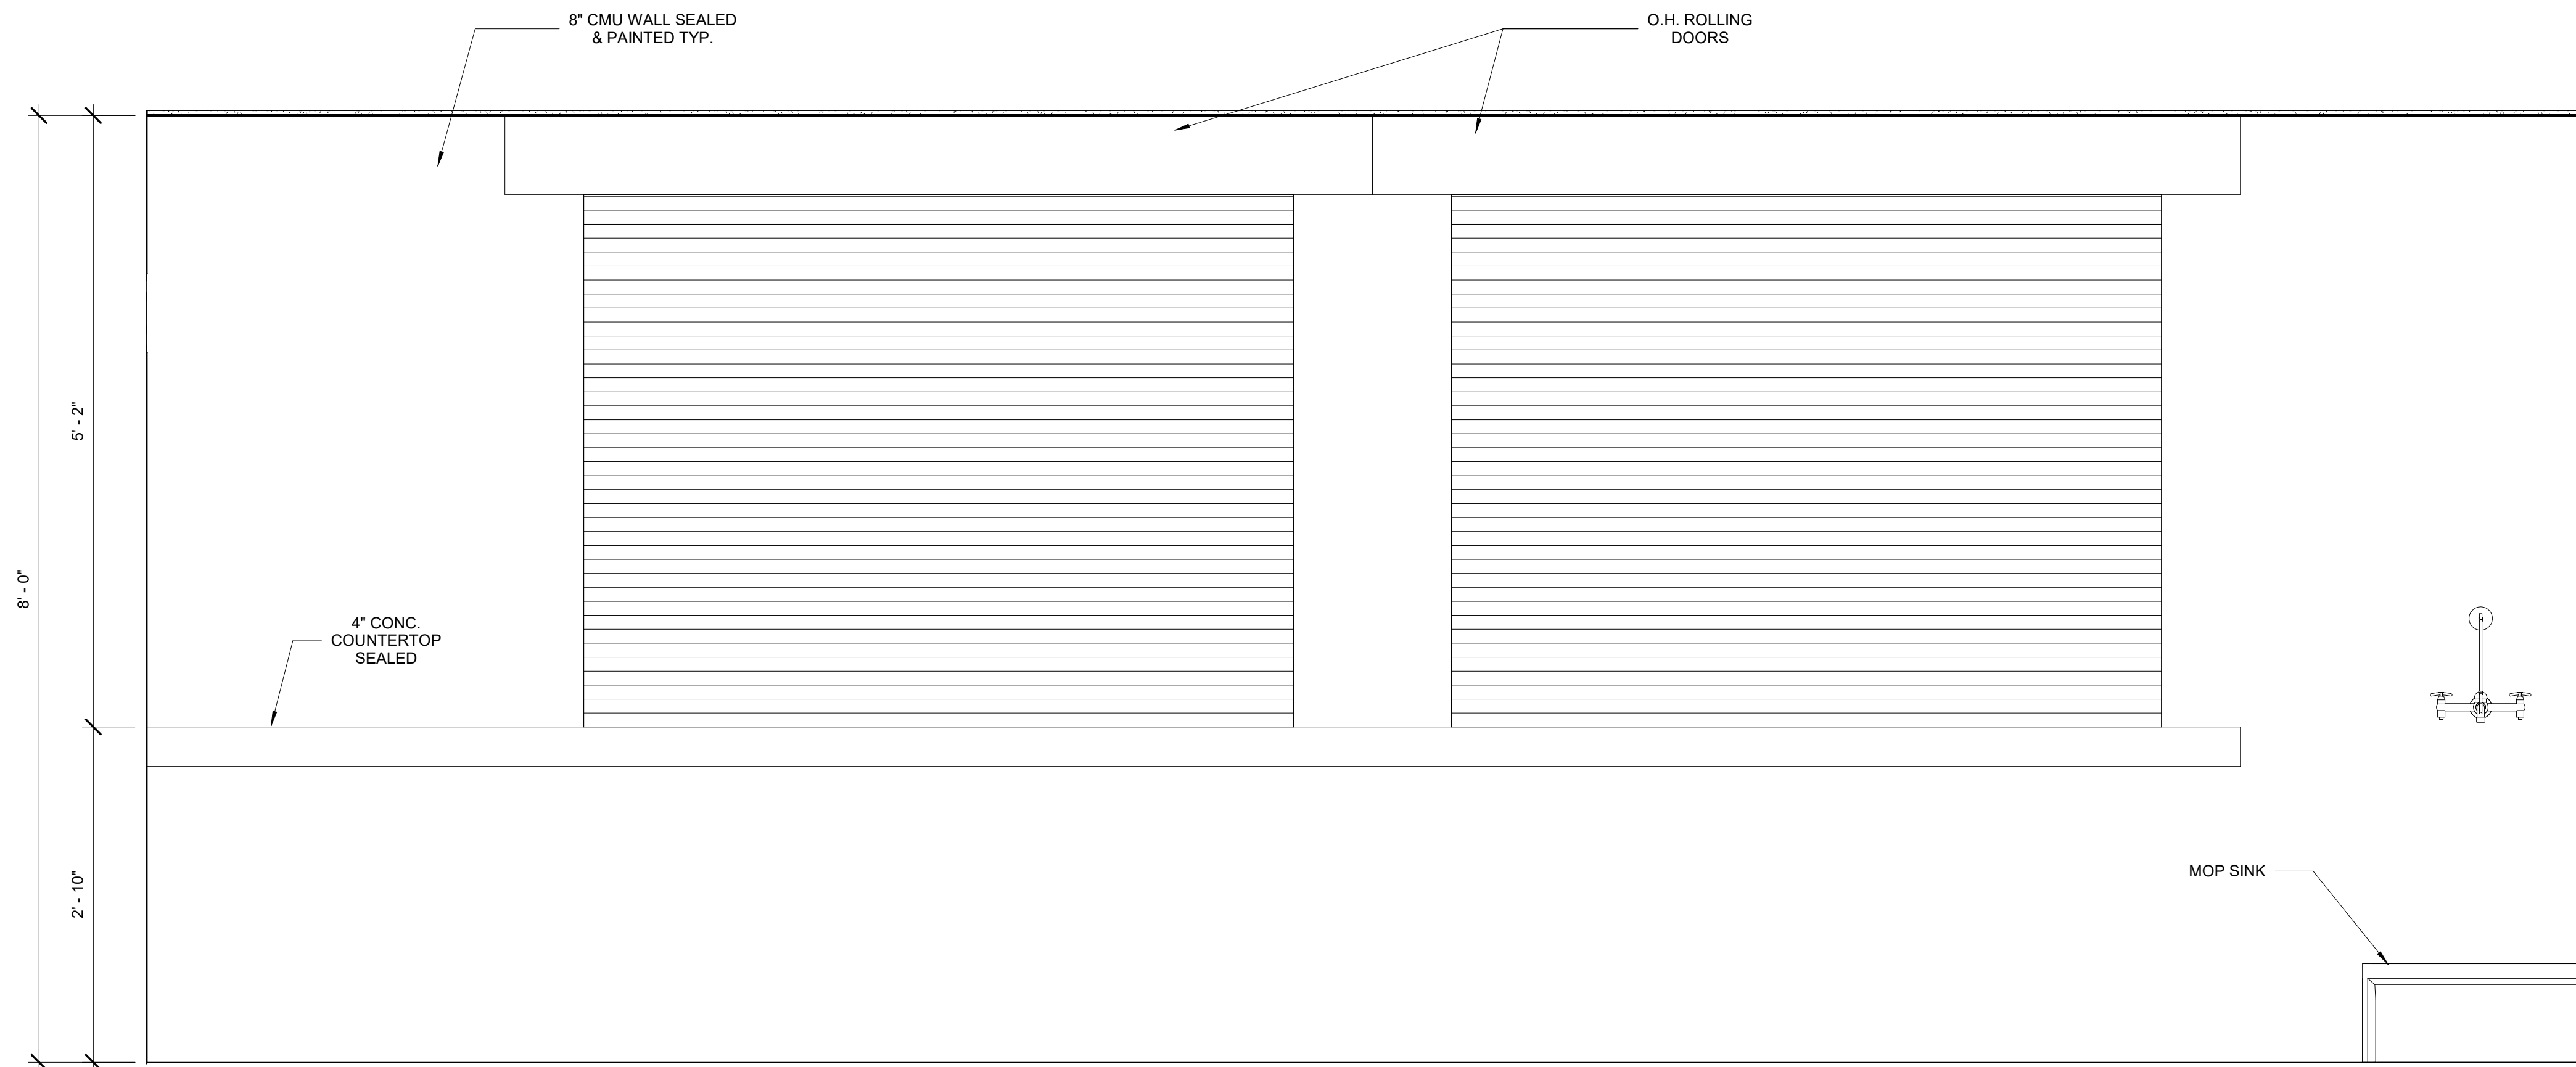 8" CMU WALL SEALED
& PAINTED TYP.
O.H. ROLLING
DOORS
5' - 2"
8' - 0"
4" CONC.
COUNTERTOP
SEALED
2' - 10"
MOP SINK